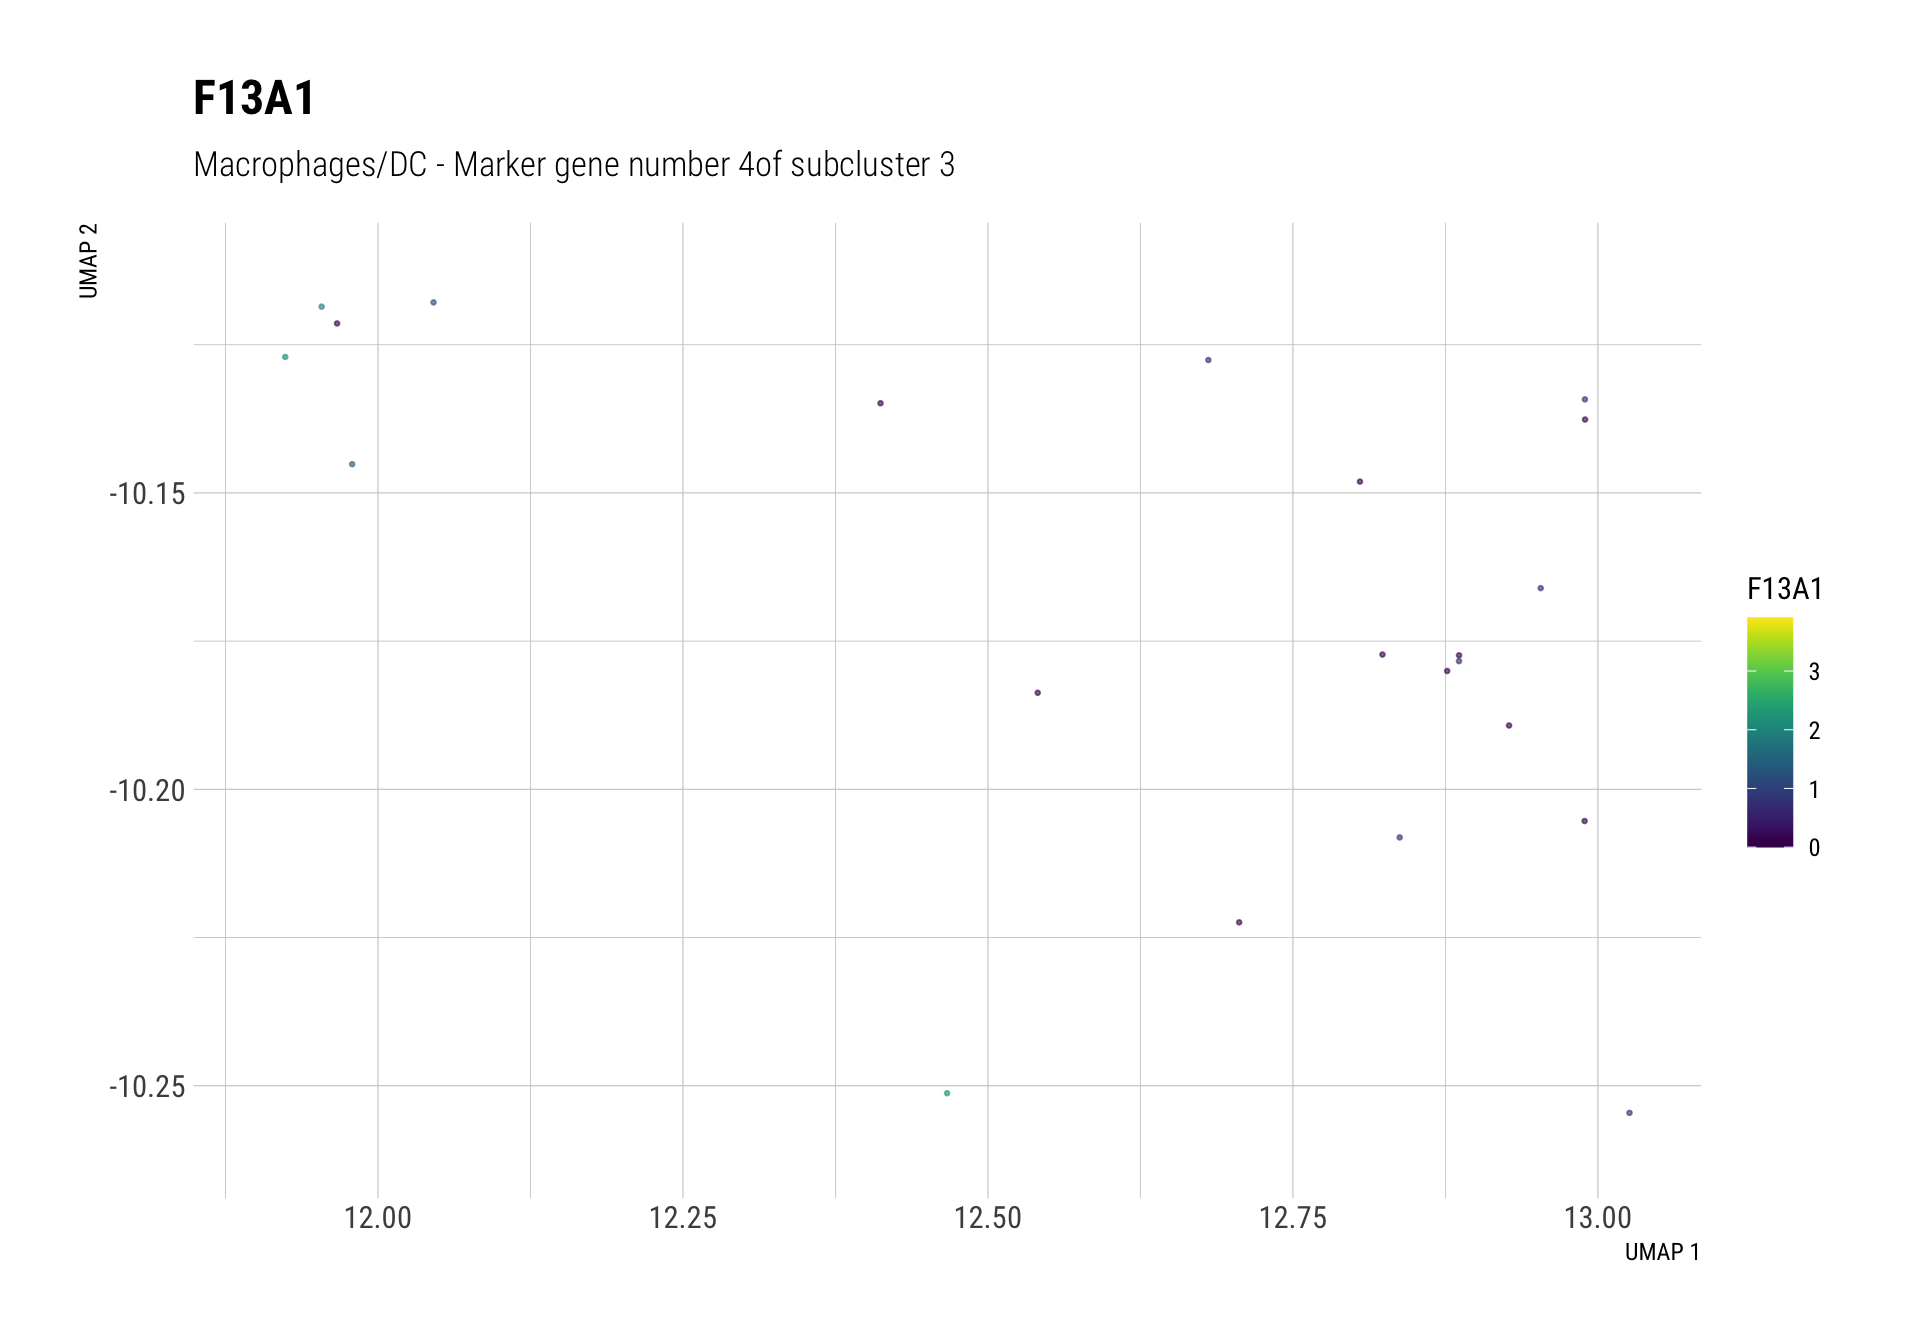 F13A1
Macrophages/DC - Marker gene number 4of subcluster 3
UMAP 2
-10.15
-10.20
-10.25
12.00
12.25
12.50
12.75
13.00
UMAP 1
F13A1
3
2
1
0